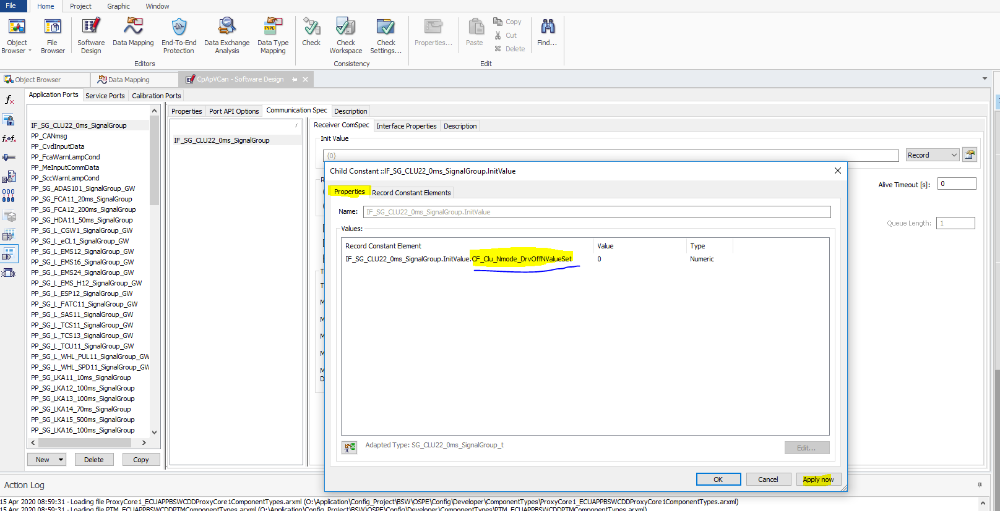 File Home Project Graphic Window
Object Browser
File Browser
Software Design
Data Mapping
End-To-End Protection
Data Exchange Analysis
Data Type Mapping
Editors
Check
Check Workspace
Check Settings...
Consistency
Properties...
Paste
Copy
Cut
Delete
Edit
Find...
Object Browser
Data Mapping
CpApVCan - Software Design
Application Ports Service Ports Calibration Ports
IF_SG_CLU22_0ms_SignalGroup
PP_CANmsg
PP_CvdInputData
PP_FcaWarnLampCond
PP_MeInputCommData
PP_SccWarnLampCond
PP_SG_ADAS101_SignalGroup_GW
PP_SG_FCA11_20ms_SignalGroup
PP_SG_FCA12_200ms_SignalGroup
PP_SG_HDA11_50ms_SignalGroup
PP_SG_L_CGW1_SignalGroup_GW
PP_SG_L_eCL1_SignalGroup_GW
PP_SG_L_EMS12_SignalGroup_GW
PP_SG_L_EMS16_SignalGroup_GW
PP_SG_L_EMS24_SignalGroup_GW
PP_SG_L_EMS_H12_SignalGroup_GW
PP_SG_L_ESP12_SignalGroup_GW
PP_SG_L_FATC11_SignalGroup_GW
PP_SG_L_SAS11_SignalGroup_GW
PP_SG_L_TCS11_SignalGroup_GW
PP_SG_L_TCS13_SignalGroup_GW
PP_SG_L_TCU11_SignalGroup_GW
PP_SG_L_WHL_PUL11_SignalGroup_GW
PP_SG_L_WHL_SPD11_SignalGroup_GW
PP_SG_LKA11_10ms_SignalGroup
PP_SG_LKA12_100ms_SignalGroup
PP_SG_LKA13_100ms_SignalGroup
PP_SG_LKA14_70ms_SignalGroup
PP_SG_LKA15_500ms_SignalGroup
PP_SG_LKA16_100ms_SignalGroup
New Delete Copy
Properties Port API Options Communication Spec Description
IF_SG_CLU22_0ms_SignalGroup
Receiver ComSpec Interface Properties Description
Init Value
{0}
Record
Alive Timeout [s]: 0
Queue Length: 1
Child Constant ::IF_SG_CLU22_0ms_SignalGroup.InitValue
Properties Record Constant Elements
Name: IF_SG_CLU22_0ms_SignalGroup.InitValue
Values:
Record Constant Element Value Type
IF_SG_CLU22_0ms_SignalGroup.InitValue.CF_Clu_Nmode_DrvOffNValueSet 0 Numeric
Adapted Type: SG_CLU22_0ms_SignalGroup_t
Edit...
OK Cancel Apply now
Action Log
15 Apr 2020 08:59:31 - Loading file ProxyCore1_ECUAPPBSWCDDProxyCore1ComponentTypes.arxml (O:\Application\Config_Project\BSW\OSPE\Config\Developer\ComponentTypes\ProxyCore1_ECUAPPBSWCDDProxyCore1ComponentTypes.arxml)
15 Apr 2020 08:59:31 - Loading file PTM_ECUAPPBSWCDDPTMComponentTypes.arxml (O:\Application\Config_Project\BSW\OSPE\Config\Developer\ComponentTypes\PTM_ECUAPPBSWCDDPTMComponentTypes.arxml)